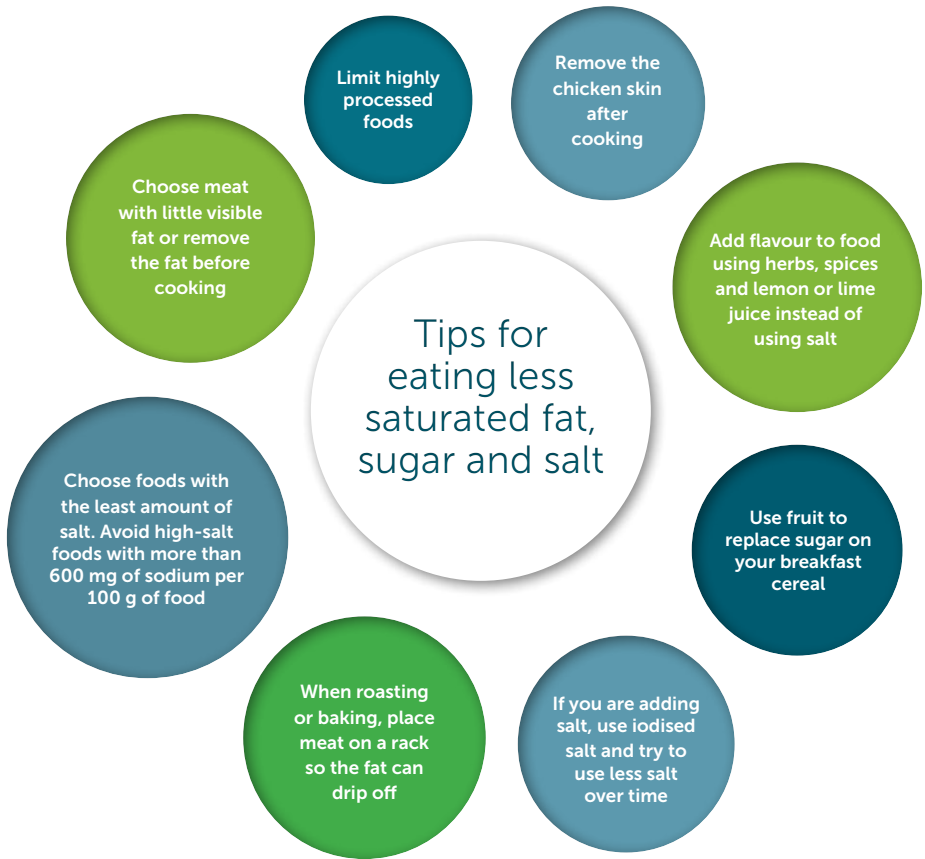 Limit highly
processed
foods
Remove the
chicken skin
after
cooking
Choose meat
with little visible
fat or remove
the fat before
cooking
Add flavour to food
using herbs, spices
and lemon or lime
juice instead of
using salt
Tips for
eating less
saturated fat,
sugar and salt
Choose foods with
the least amount of
salt. Avoid high-salt
foods with more than
600 mg of sodium per
100 g of food
Use fruit to
replace sugar on
your breakfast
cereal
When roasting
or baking, place
meat on a rack
so the fat can
drip off
If you are adding
salt, use iodised
salt and try to
use less salt
over time